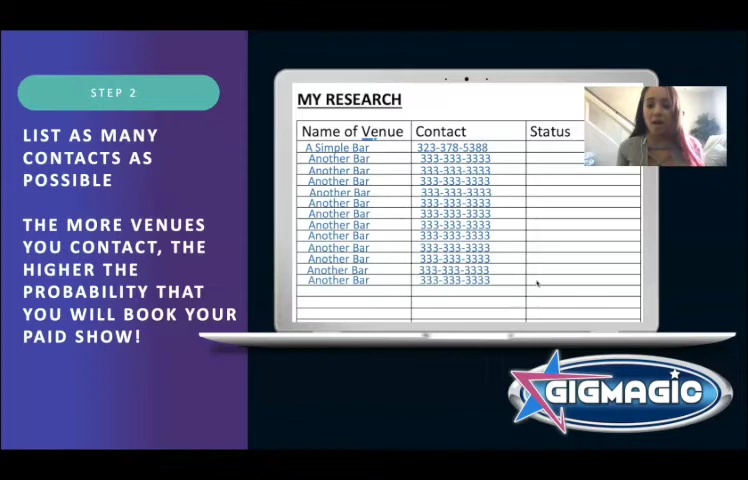 STEP 2
LIST AS MANY
CONTACTS AS
POSSIBLE
THE MORE VENUES
YOU CONTACT, THE
HIGHER THE
PROBABILITY THAT
YOU WILL BOOK YOUR
PAID SHOW!
MY RESEARCH
Name of Venue Contact Status
A Simple Bar 323-378-5388
Another Bar 333-333-3333
Another Bar 333-333-3333
Another Bar 333-333-3333
Another Bar 333-333-3333
Another Bar 333-333-3333
Another Bar 333-333-3333
Another Bar 333-333-3333
Another Bar 333-333-3333
Another Bar 333-333-3333
Another Bar 333-333-3333
Another Bar 333-333-3333
Another Bar 333-333-3333
GIGMAGIC